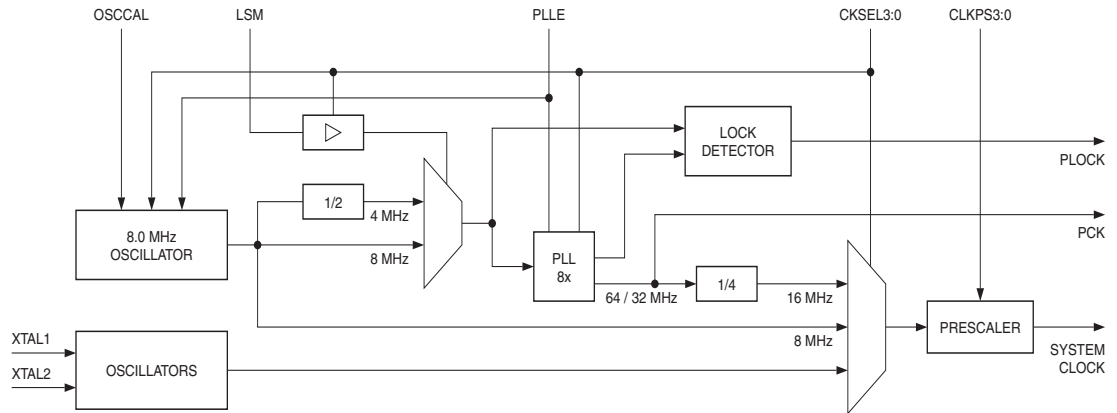 OSCCAL
LSM
PLLE
CKSEL3:0
CLKPS3:0
LOCK
DETECTOR
PLOCK
1/2
4 MHz
8.0 MHz
OSCILLATOR
8 MHz
PLL
8x
PCK
64 / 32 MHz
1/4
16 MHz
8 MHz
PRESCALER
SYSTEM
CLOCK
XTAL1
XTAL2
OSCILLATORS